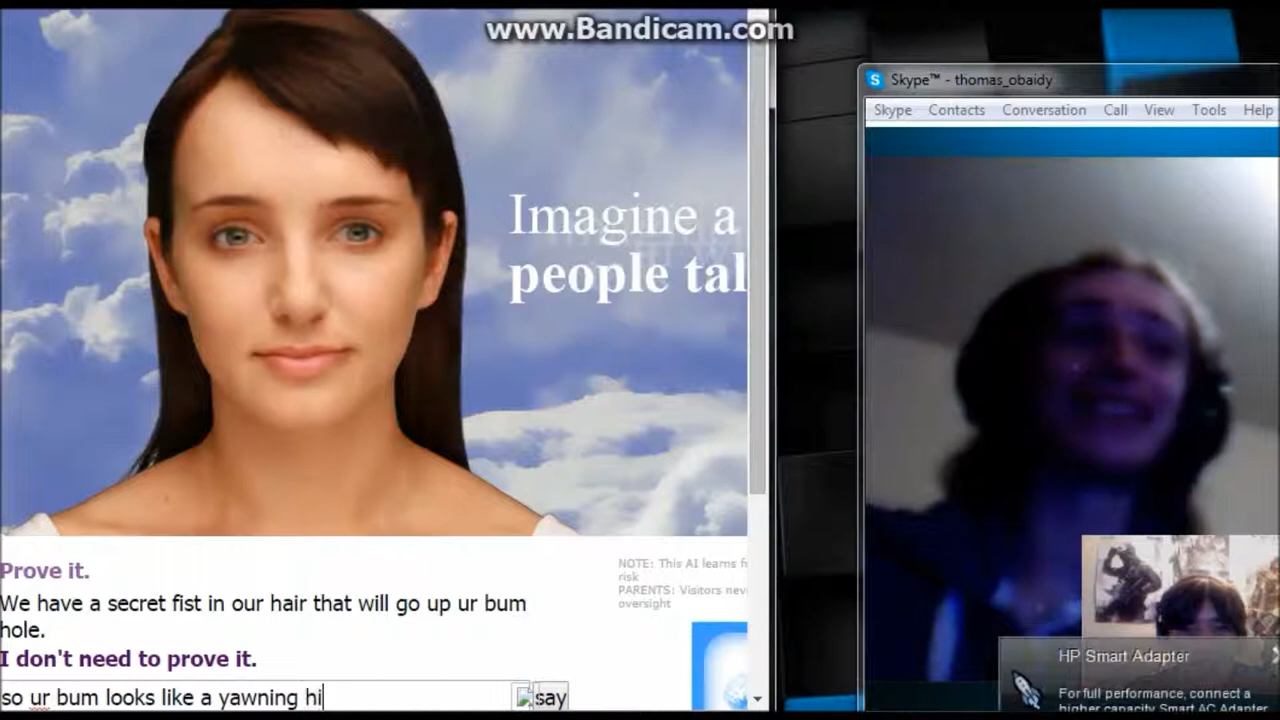 www.Bandicam.com
Skype™ - thomas_obaidy
Skype Contacts Conversation Call View Tools Help
Imagine a
people tal
Prove it.
We have a secret fist in our hair that will go up ur bum
hole.
I don't need to prove it.
so ur bum looks like a yawning hi
say
NOTE: This AI learns f
risk
PARENTS: Visitors nev
oversight
HP Smart Adapter
For full performance, connect a
higher capacity Smart AC Adapter